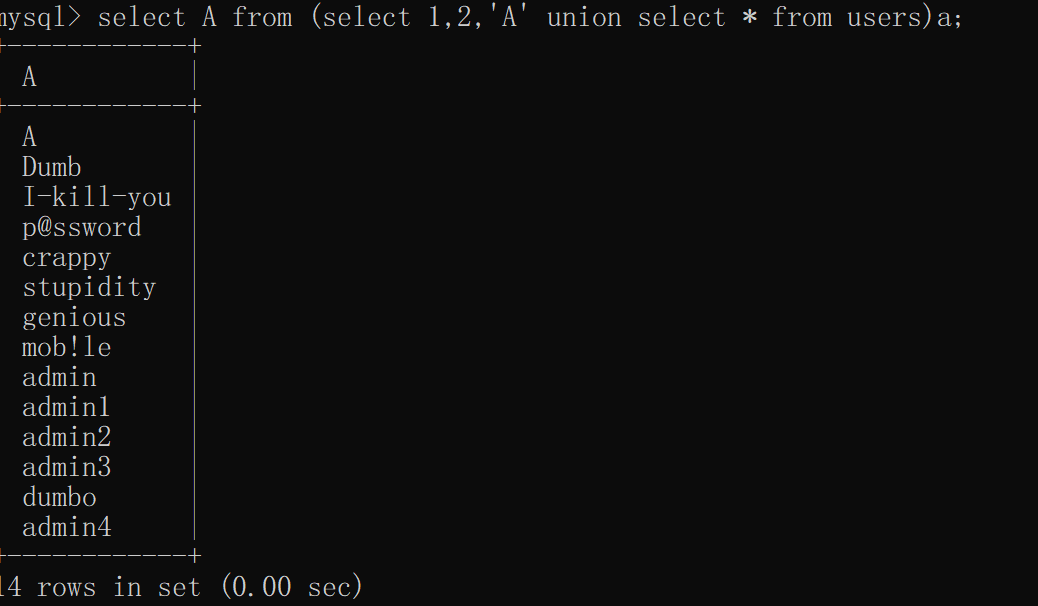 mysql> select A from (select 1,2,'A' union select * from users)a;
+------------+
| A          |
+------------+
| A          |
| Dumb       |
| I-kill-you |
| p@ssword   |
| crappy     |
| stupidity  |
| genious    |
| mob!le     |
| admin      |
| admin1     |
| admin2     |
| admin3     |
| dumbo      |
| admin4     |
+------------+
14 rows in set (0.00 sec)